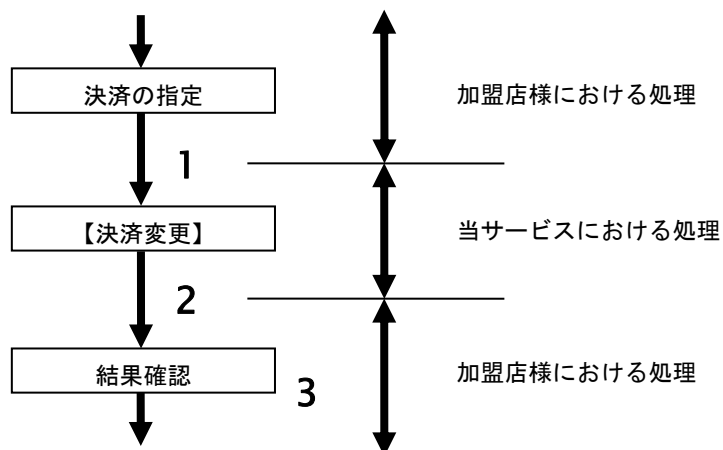 決済の指定
加盟店様における処理
1
【決済変更】
当サービスにおける処理
2
結果確認
加盟店様における処理
3